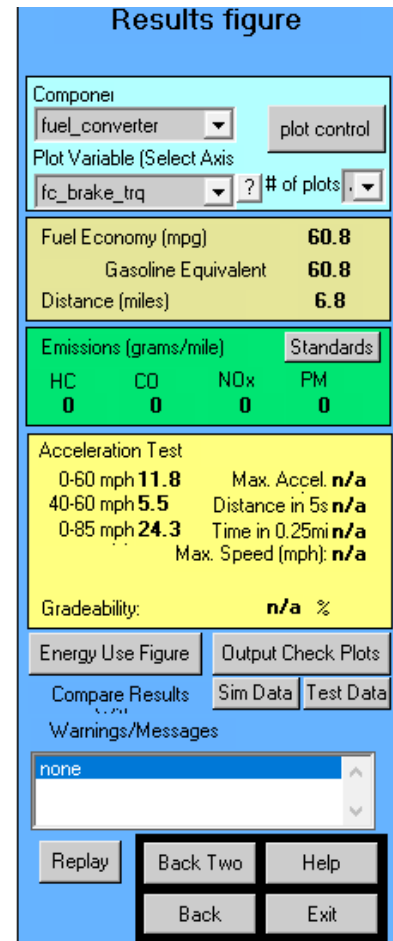 Results figure
Componer
fuel_converter
plot control
Plot Variable (Select Axis
fc_brake_trq ? # of plots
Fuel Economy (mpg) 60.8
Gasoline Equivalent 60.8
Distance (miles) 6.8
Emissions (grams/mile) Standards
HC CO NOx PM
0 0 0 0
Acceleration Test
0-60 mph 11.8 Max. Accel. n/a
40-60 mph 5.5 Distance in 5s n/a
0-85 mph 24.3 Time in 0.25mi n/a
Max. Speed (mph): n/a
Gradeability: n/a %
Energy Use Figure Output Check Plots
Compare Results Sim Data Test Data
Warnings/Messages
none
Replay Back Two Help
Back Exit